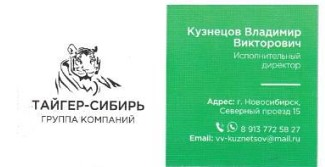 ТАЙГЕР-СИБИРЬ
ГРУППА КОМПАНИЙ
Кузнецов Владимир
Викторович
Исполнительный
директор
Адрес: г. Новосибирск,
Северный проезд 15
8 913 772 58 27
Email: vv-kuznetsov@mail.ru